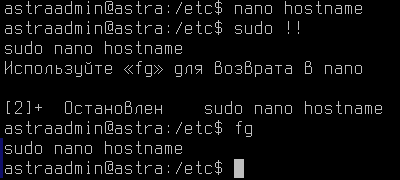 astraadmin@astra:/etc$ nano hostname
astraadmin@astra:/etc$ sudo !!
sudo nano hostname
Используйте «fg» для возврата в nano
[2]+  Остановлен    sudo nano hostname
astraadmin@astra:/etc$ fg
sudo nano hostname
astraadmin@astra:/etc$